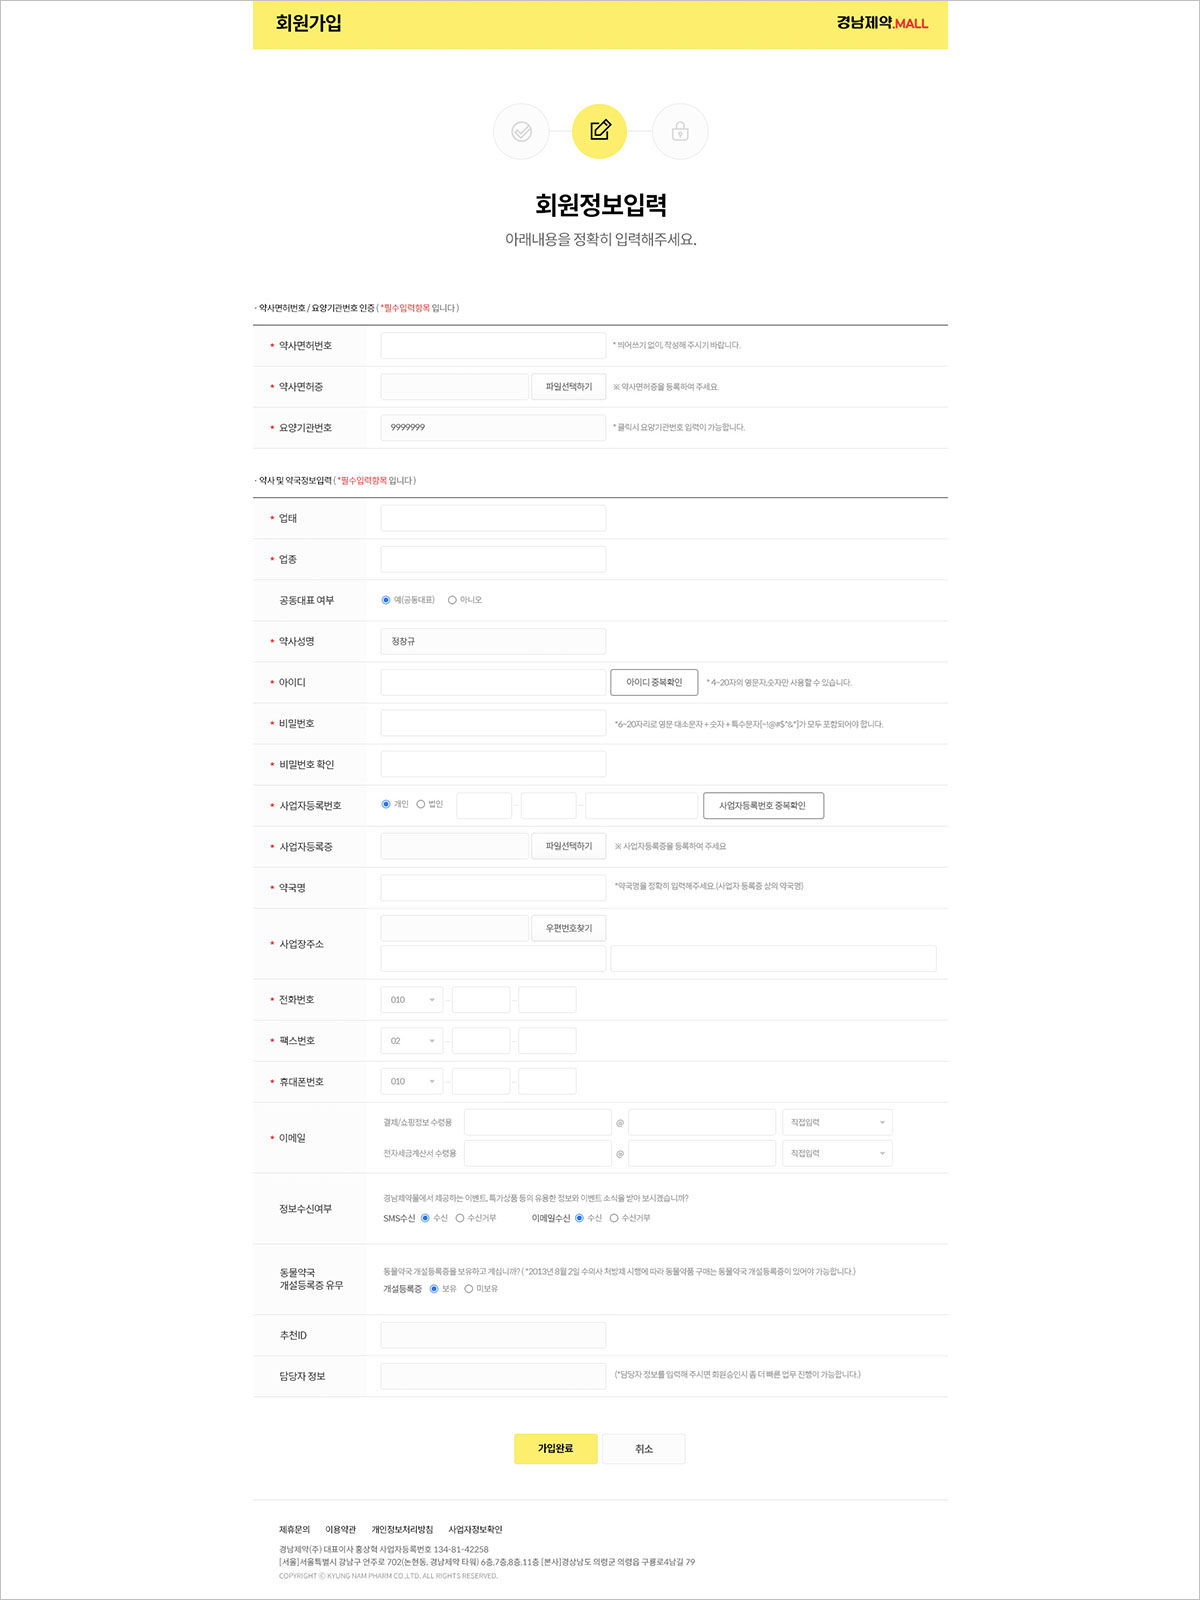 회원가입
경남제약.MALL
회원정보입력
아래내용을 정확히 입력해주세요.
· 약사면허번호 / 요양기관번호 인증 ( *필수입력항목 입니다 )
* 약사면허번호 * 띄어쓰기 없이, 작성해 주시기 바랍니다.
* 약사면허증 파일선택하기 ※ 약사면허증을 등록하여 주세요.
* 요양기관번호 9999999 * 클릭시 요양기관번호 입력이 가능합니다.
· 약사 및 약국정보입력 ( *필수입력항목 입니다 )
* 업태
* 업종
공동대표 여부 예(공동대표) 아니오
* 약사성명 정창규
* 아이디 아이디 중복확인 * 4~20자의 영문자,숫자만 사용할 수 있습니다.
* 비밀번호 *6~20자리로 영문 대소문자 + 숫자 + 특수문자[~!@#$^&*]가 모두 포함되어야 합니다.
* 비밀번호 확인
* 사업자등록번호 개인 법인 - - 사업자등록번호 중복확인
* 사업자등록증 파일선택하기 ※ 사업자등록증을 등록하여 주세요
* 약국명 *약국명을 정확히 입력해주세요.(사업자 등록증 상의 약국명)
* 사업장주소 우편번호찾기
* 전화번호 010 - -
* 팩스번호 02 - -
* 휴대폰번호 010 - -
* 이메일 결제/쇼핑정보 수령용 @ 직접입력
전자세금계산서 수령용 @ 직접입력
정보수신여부 경남제약몰에서 제공하는 이벤트, 특가상품 등의 유용한 정보와 이벤트 소식을 받아 보시겠습니까?
SMS수신 수신 수신거부 이메일수신 수신 수신거부
동물약국
개설등록증 유무
동물약국 개설등록증을 보유하고 계십니까? ( *2013년 8월 2일 수의사 처방제 시행에 따라 동물약품 구매는 동물약국 개설등록증이 있어야 가능합니다.)
개설등록증 보유 미보유
추천ID
담당자 정보 (*담당자 정보를 입력해 주시면 회원승인시 좀 더 빠른 업무 진행이 가능합니다.)
가입완료 취소
제휴문의 이용약관 개인정보처리방침 사업자정보확인
경남제약(주) 대표이사 홍상혁 사업자등록번호 134-81-42258
[서울]서울특별시 강남구 언주로 702(논현동, 경남제약 타워) 6층,7층,8층,11층 [본사]경상남도 의령군 의령읍 구룡로4남길 79
COPYRIGHT ⓒ KYUNG NAM PHARM CO.,LTD. ALL RIGHTS RESERVED.